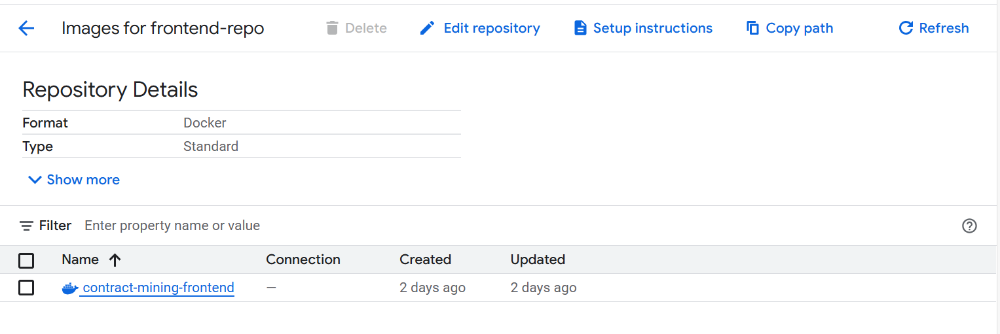 Images for frontend-repo Delete Edit repository Setup instructions Copy path Refresh
Repository Details
Format Docker
Type Standard
Show more
Filter Enter property name or value
Name Connection Created Updated
contract-mining-frontend — 2 days ago 2 days ago